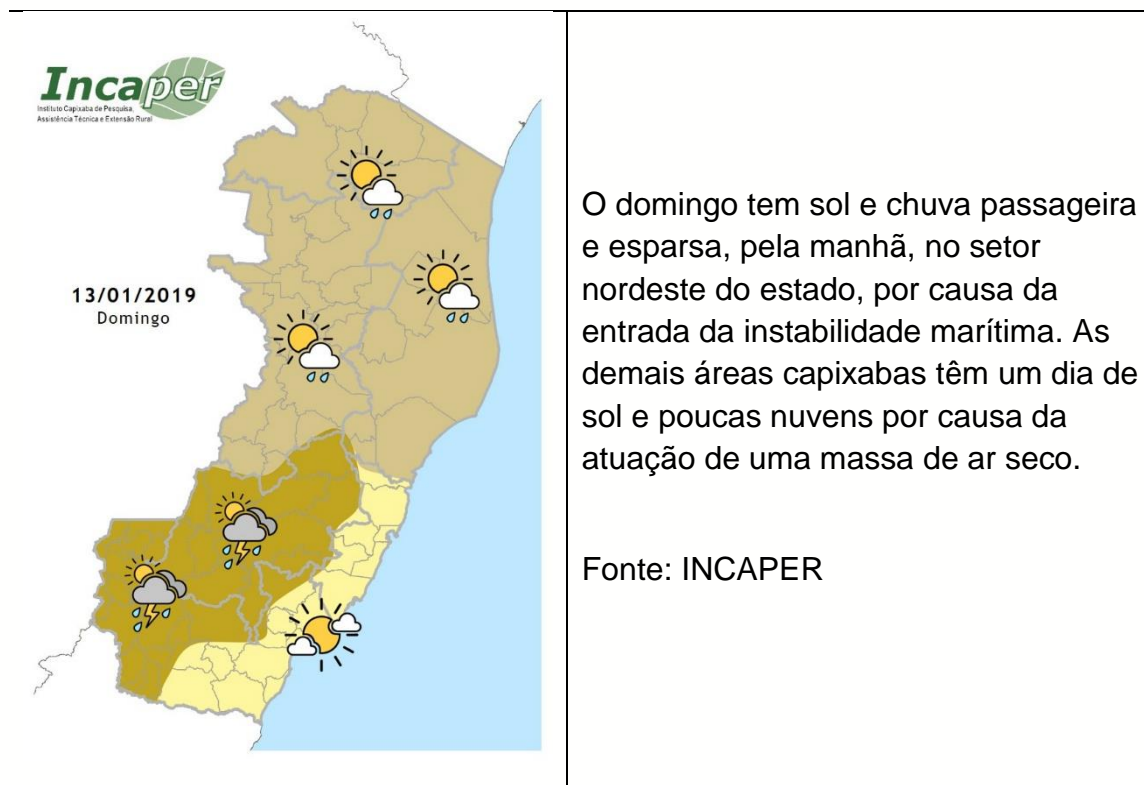 Incaper
Instituto Capixaba de Pesquisa,
Assistência Técnica e Extensão Rural
13/01/2019
Domingo
O domingo tem sol e chuva passageira
e esparsa, pela manhã, no setor
nordeste do estado, por causa da
entrada da instabilidade marítima. As
demais áreas capixabas têm um dia de
sol e poucas nuvens por causa da
atuação de uma massa de ar seco.
Fonte: INCAPER